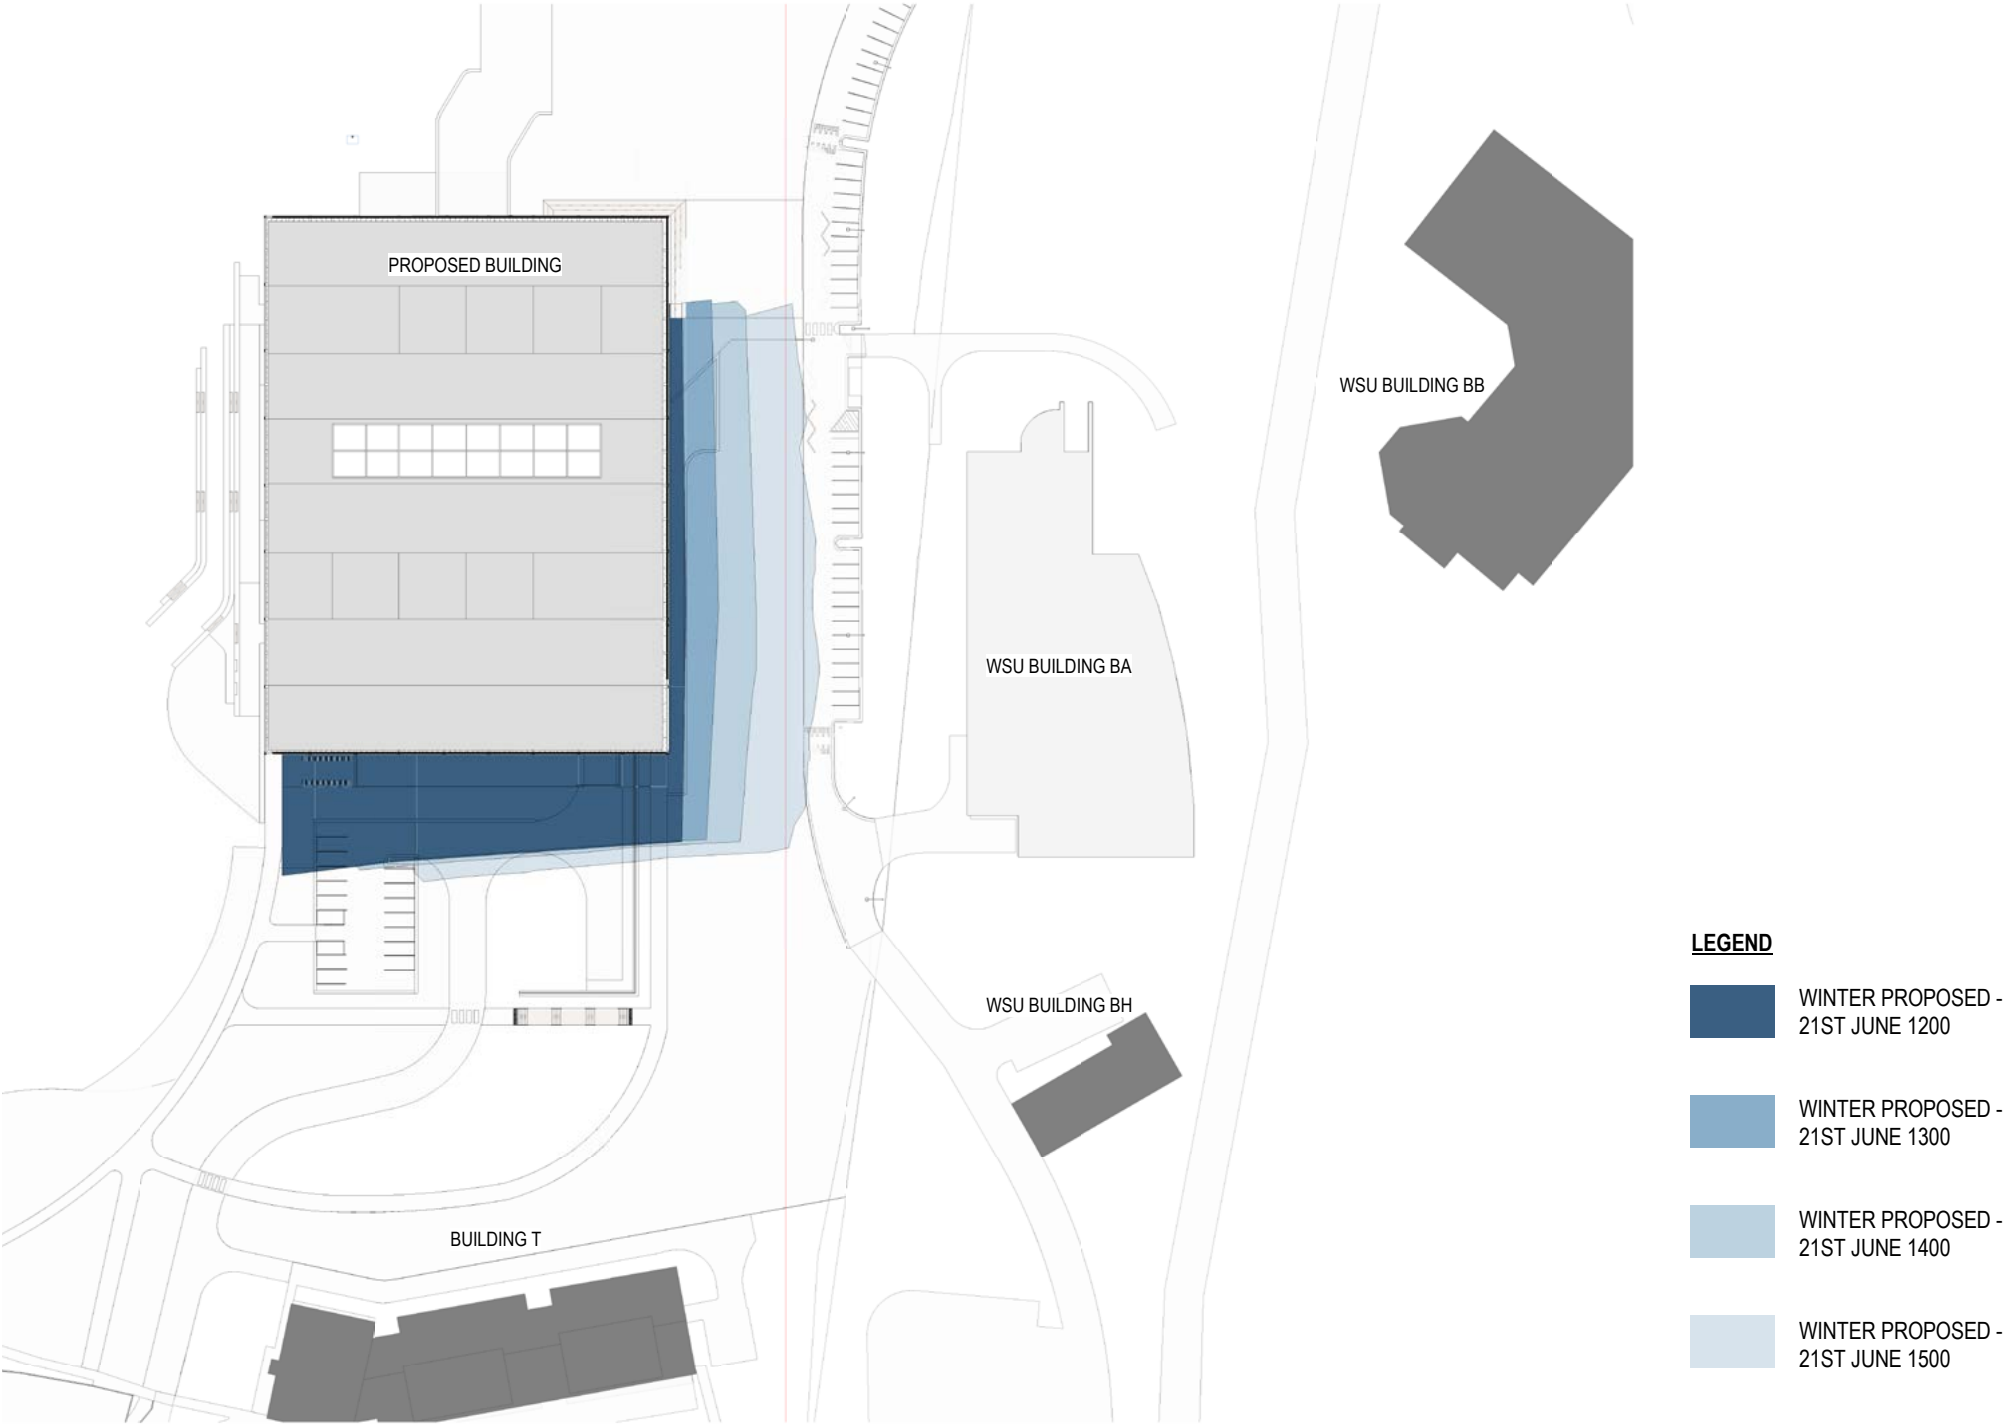 PROPOSED BUILDING
WSU BUILDING BB
WSU BUILDING BA
WSU BUILDING BH
BUILDING T
LEGEND
WINTER PROPOSED -
21ST JUNE 1200
WINTER PROPOSED -
21ST JUNE 1300
WINTER PROPOSED -
21ST JUNE 1400
WINTER PROPOSED -
21ST JUNE 1500